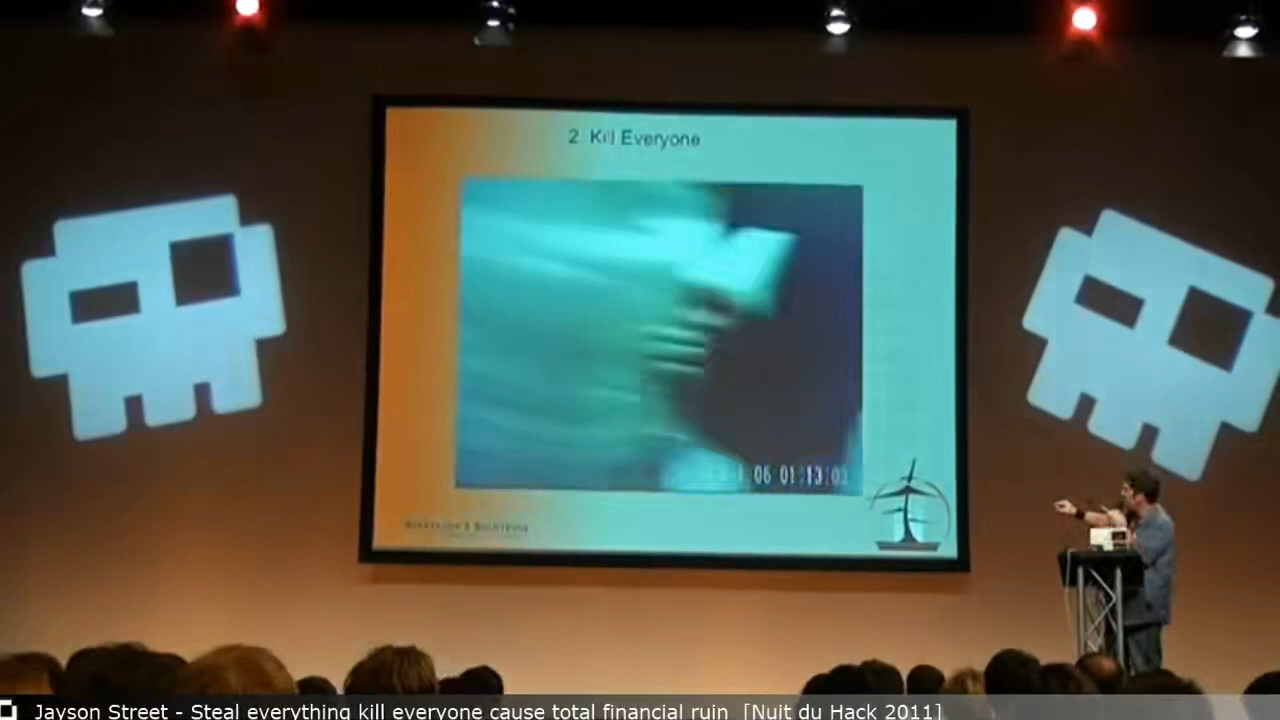 2 Kill Everyone
06 01:13:03
Jayson Street - Steal everything kill everyone cause total financial ruin [Nuit du Hack 2011]